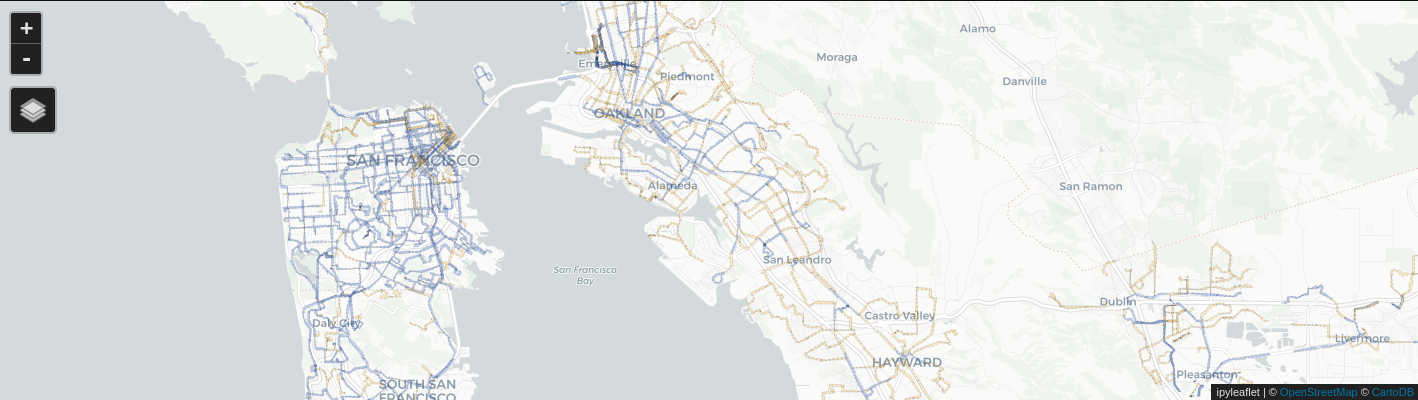 +
-
Alamo
Moraga
Emeryville
Piedmont
Danville
OAKLAND
SAN FRANCISCO
Alameda
San Ramon
San Leandro
San Francisco
Bay
Dublin
Castro Valley
Daly City
Livermore
HAYWARD
Pleasanton
SOUTH SAN
FRANCISCO
ipyleaflet | © OpenStreetMap © CartoDB